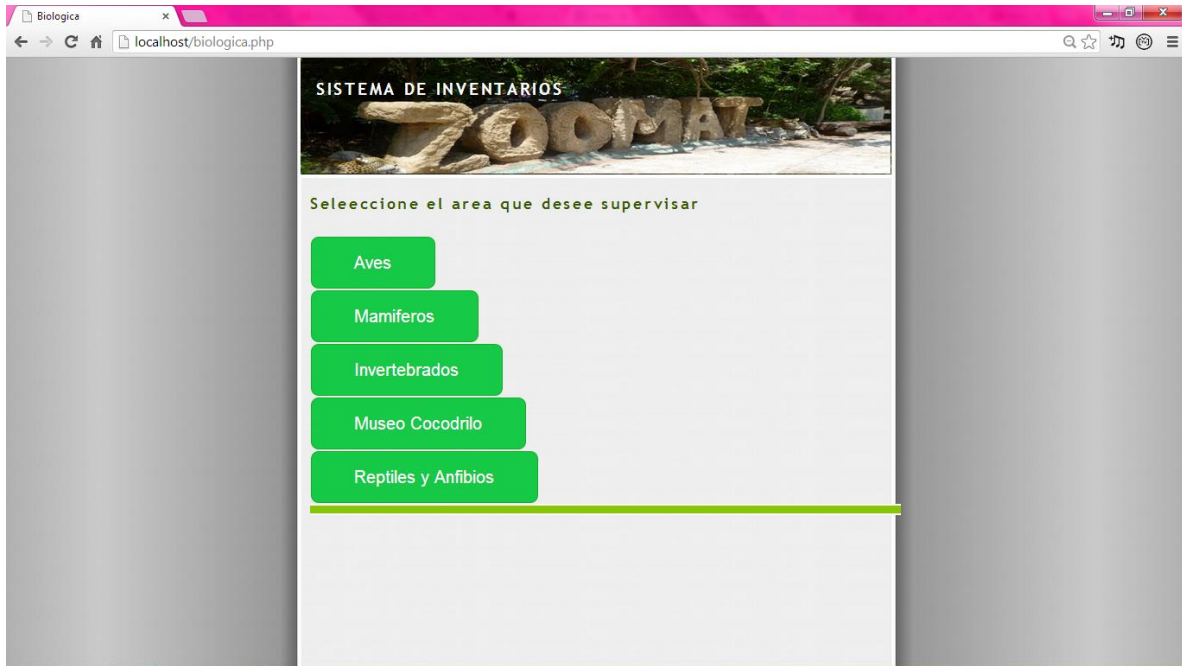 Biologica
localhost/biologica.php
SISTEMA DE INVENTARIOS
ZOOMAT
Seleeccione el area que desee supervisar
Aves
Mamiferos
Invertebrados
Museo Cocodrilo
Reptiles y Anfibios